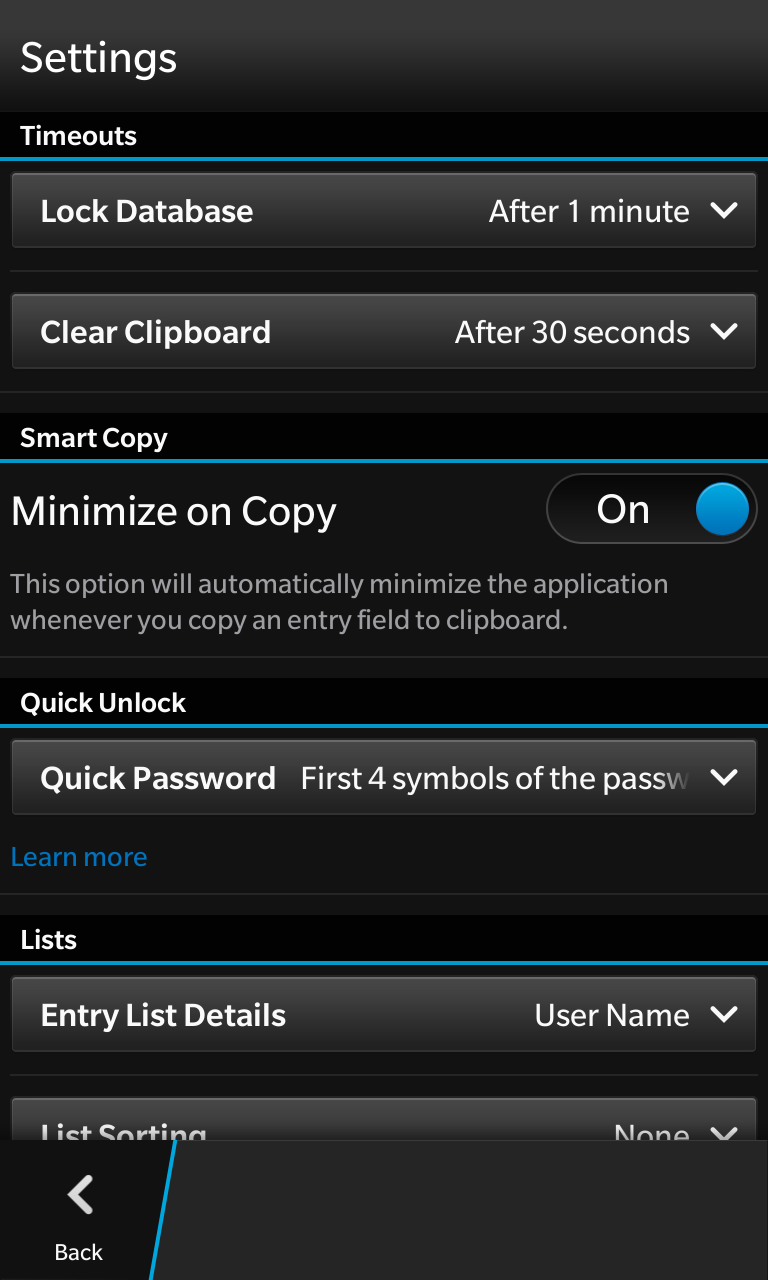 Settings
Timeouts
Lock Database After 1 minute
Clear Clipboard After 30 seconds
Smart Copy
Minimize on Copy On
This option will automatically minimize the application
whenever you copy an entry field to clipboard.
Quick Unlock
Quick Password First 4 symbols of the passw
Learn more
Lists
Entry List Details User Name
List Sorting None
Back